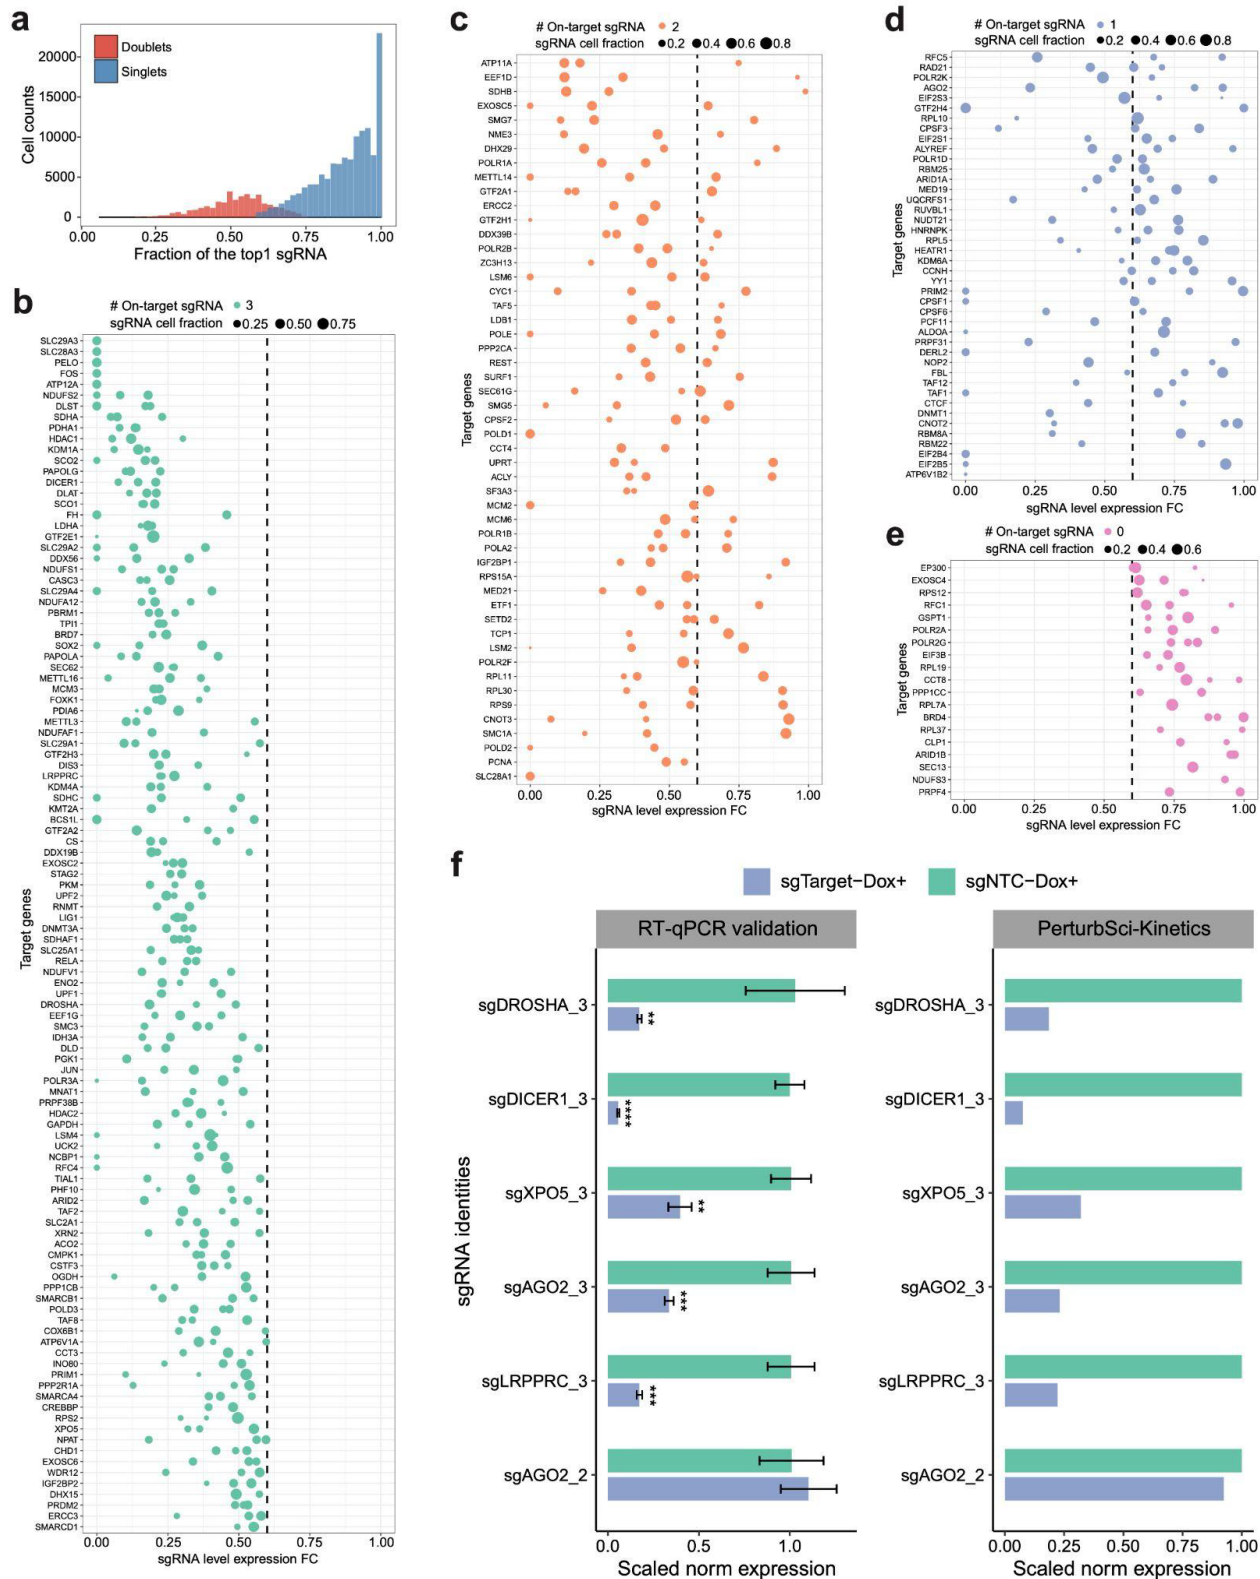 a
Doublets
Singlets
20000
15000
10000
5000
0
Cell counts
0.00 0.25 0.50 0.75 1.00
Fraction of the top1 sgRNA
b
# On-target sgRNA 3
sgRNA cell fraction 0.25 0.50 0.75
Target genes
SLC29A3
SLC28A3
PELO
FOS
ATP12A
NDUFS2
DLST
SDHA
PDHA1
HDAC1
KDM1A
SCO2
PAPOLG
DICER1
DLAT
SCO1
FH
LDHA
GTF2E1
SLC29A2
DDX56
NDUFS1
CASC3
SLC29A4
NDUFA12
PBRM1
TPI1
BRD7
SOX2
PAPOLA
SEC62
METTL16
MCM3
FOXK1
PDIA6
METTL3
NDUFAF1
SLC29A1
GTF2H3
DIS3
LRPPRC
KDM4A
SDHC
KMT2A
BCS1L
GTF2A2
CS
DDX19B
EXOSC2
STAG2
PKM
UPF2
RNMT
LIG1
DNMT3A
SDHAF1
SLC25A1
RELA
NDUFV1
ENO2
UPF1
DROSHA
EEF1G
SMC3
IDH3A
DLD
PGK1
JUN
POLR3A
MNAT1
PRPF38B
HDAC2
GAPDH
LSM4
UCK2
NCBP1
RFC4
TIAL1
PHF10
ARID2
TAF2
SLC2A1
XRN2
ACO2
CMPK1
CSTF3
OGDH
PPP1CB
SMARCB1
POLD3
TAF8
COX6B1
ATP6V1A
CCT3
INO80
PRIM1
PPP2R1A
SMARCA4
CREBBP
RPS2
XPO5
NPAT
CHD1
EXOSC6
WDR12
IGF2BP2
DHX15
PRDM2
ERCC3
SMARCD1
0.00 0.25 0.50 0.75 1.00
sgRNA level expression FC
c
# On-target sgRNA 2
sgRNA cell fraction 0.2 0.4 0.6 0.8
Target genes
ATP11A
EEF1D
SDHB
EXOSC5
SMG7
NME3
DHX29
POLR1A
METTL14
GTF2A1
ERCC2
GTF2H1
DDX39B
POLR2B
ZC3H13
LSM6
CYC1
TAF5
LDB1
POLE
PPP2CA
REST
SURF1
SEC61G
SMG5
CPSF2
POLD1
CCT4
UPRT
ACLY
SF3A3
MCM2
MCM6
POLR1B
POLA2
IGF2BP1
RPS15A
MED21
ETF1
SETD2
TCP1
LSM2
POLR2F
RPL11
RPL30
RPS9
CNOT3
SMC1A
POLD2
PCNA
SLC28A1
0.00 0.25 0.50 0.75 1.00
sgRNA level expression FC
d
# On-target sgRNA 1
sgRNA cell fraction 0.2 0.4 0.6 0.8
Target genes
RFC5
RAD21
POLR2K
AGO2
EIF2S3
GTF2H4
RPL10
CPSF3
EIF2S1
ALYREF
POLR1D
RBM25
ARID1A
MED19
UQCRFS1
RUVBL1
NUDT21
HNRNPK
RPL5
HEATR1
KDM6A
CCNH
YY1
PRIM2
CPSF1
CPSF6
PCF11
ALDOA
PRPF31
DERL2
NOP2
FBL
TAF12
TAF1
CTCF
DNMT1
CNOT2
RBM8A
RBM22
EIF2B4
EIF2B5
ATP6V1B2
0.00 0.25 0.50 0.75 1.00
sgRNA level expression FC
e
# On-target sgRNA 0
sgRNA cell fraction 0.2 0.4 0.6
Target genes
EP300
EXOSC4
RPS12
RFC1
GSPT1
POLR2A
POLR2G
EIF3B
RPL19
CCT8
PPP1CC
RPL7A
BRD4
RPL37
CLP1
ARID1B
SEC13
NDUFS3
PRPF4
0.00 0.25 0.50 0.75 1.00
sgRNA level expression FC
f
sgTarget−Dox+ sgNTC−Dox+
RT-qPCR validation
sgRNA identities
sgDROSHA_3
**
sgDICER1_3
****
sgXPO5_3
**
sgAGO2_3
***
sgLRPPRC_3
***
sgAGO2_2
0.0 0.5 1.0
Scaled norm expression
PerturbSci-Kinetics
sgDROSHA_3
sgDICER1_3
sgXPO5_3
sgAGO2_3
sgLRPPRC_3
sgAGO2_2
0.00 0.25 0.50 0.75 1.00
Scaled norm expression